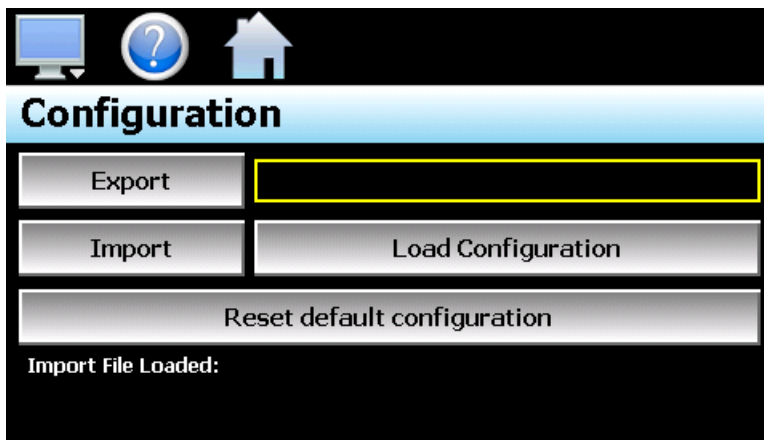 ?
Configuration
Export
Import
Load Configuration
Reset default configuration
Import File Loaded: